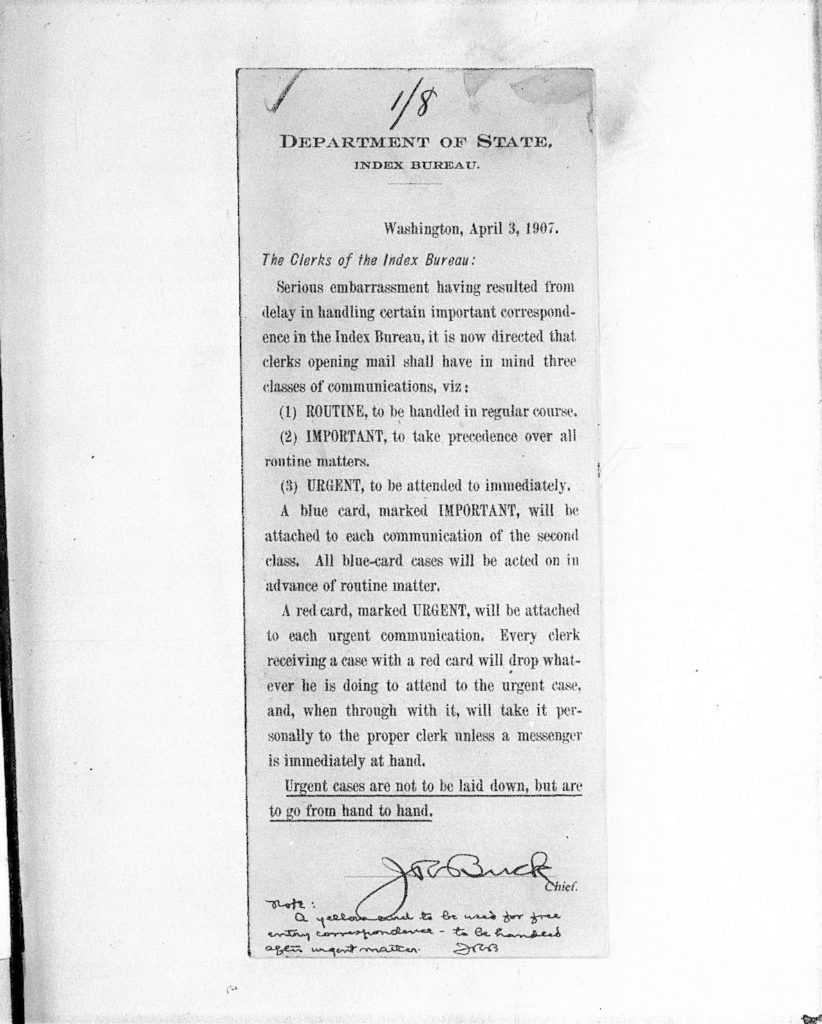 1/8
DEPARTMENT OF STATE.
INDEX BUREAU.
Washington, April 3, 1907.
The Clerks of the Index Bureau:
Serious embarrassment having resulted from
delay in handling certain important correspond-
ence in the Index Bureau, it is now directed that
clerks opening mail shall have in mind three
classes of communications, viz:
(1) ROUTINE, to be handled in regular course.
(2) IMPORTANT, to take precedence over all
routine matters.
(3) URGENT, to be attended to immediately.
A blue card, marked IMPORTANT, will be
attached to each communication of the second
class. All blue-card cases will be acted on in
advance of routine matter.
A red card, marked URGENT, will be attached
to each urgent communication. Every clerk
receiving a case with a red card will drop what-
ever he is doing to attend to the urgent case,
and, when through with it, will take it per-
sonally to the proper clerk unless a messenger
is immediately at hand.
Urgent cases are not to be laid down, but are
to go from hand to hand.
JRBuck
Chief.
Note:
A yellow card to be used for free
entry correspondence - to be handled
after urgent matter. JRB